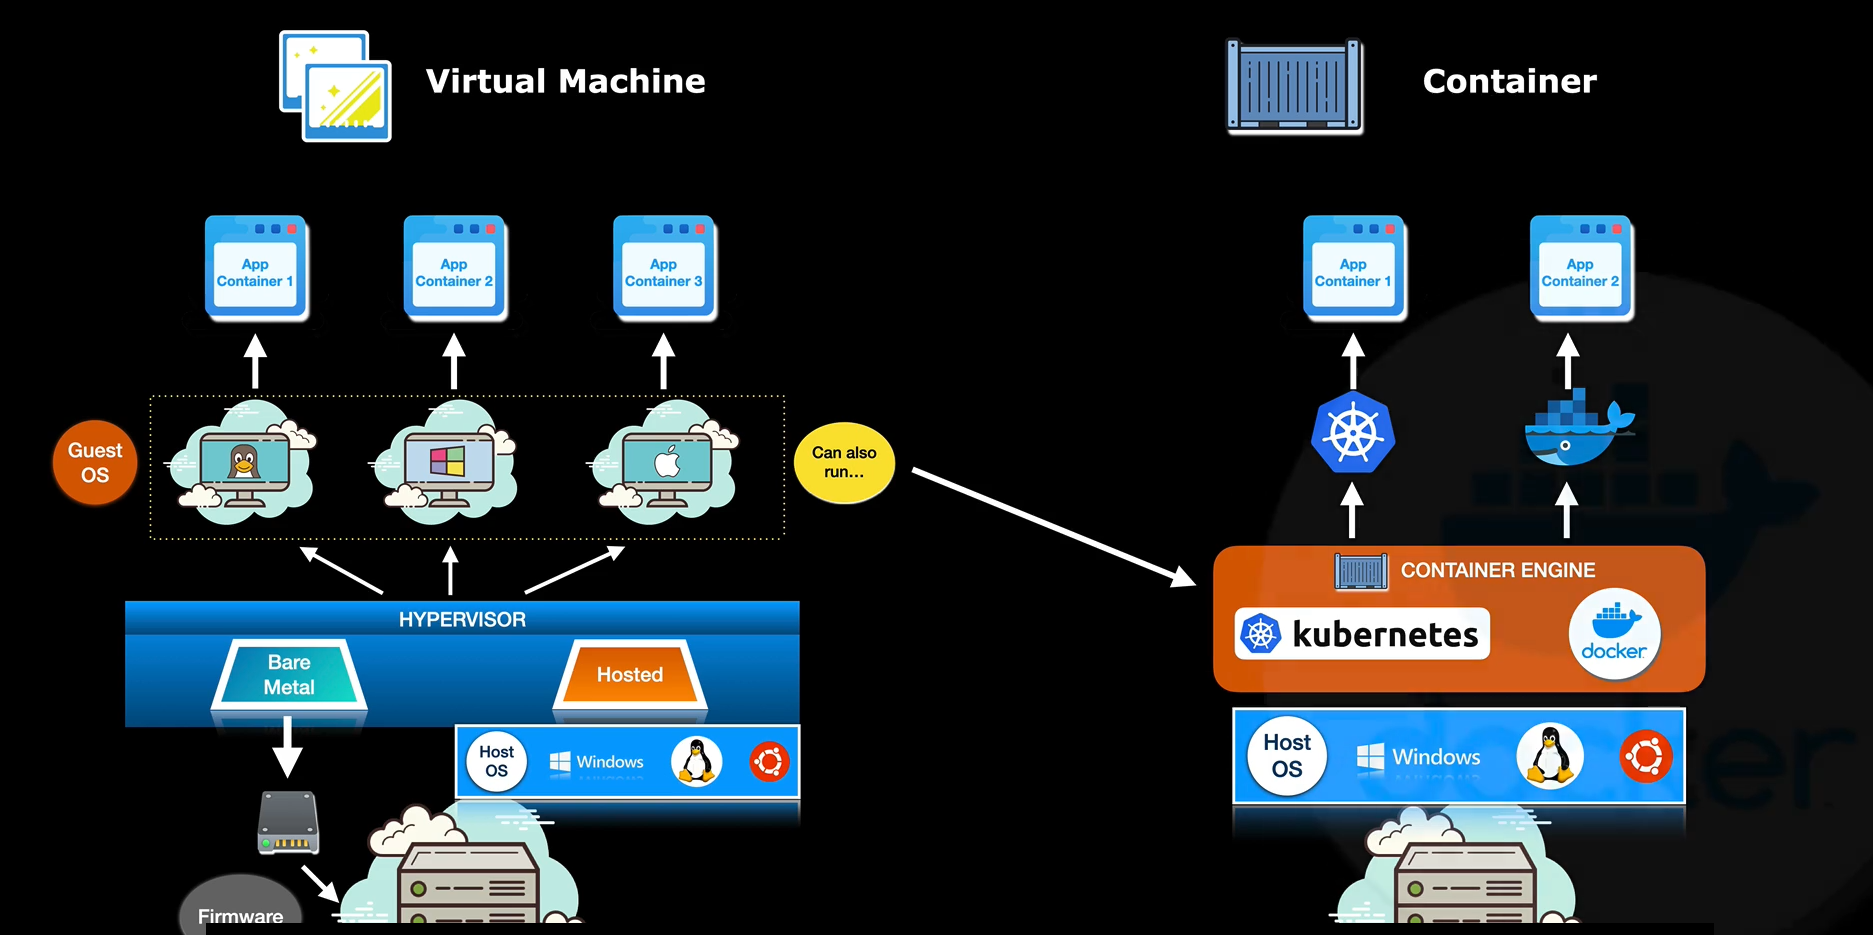 Virtual Machine
Container
App
Container 1
App
Container 2
App
Container 3
App
Container 1
App
Container 2
Guest
OS
Can also
run...
HYPERVISOR
Bare
Metal
Hosted
Host
OS
Windows
Firmware
CONTAINER ENGINE
kubernetes
docker
Host
OS
Windows
docker